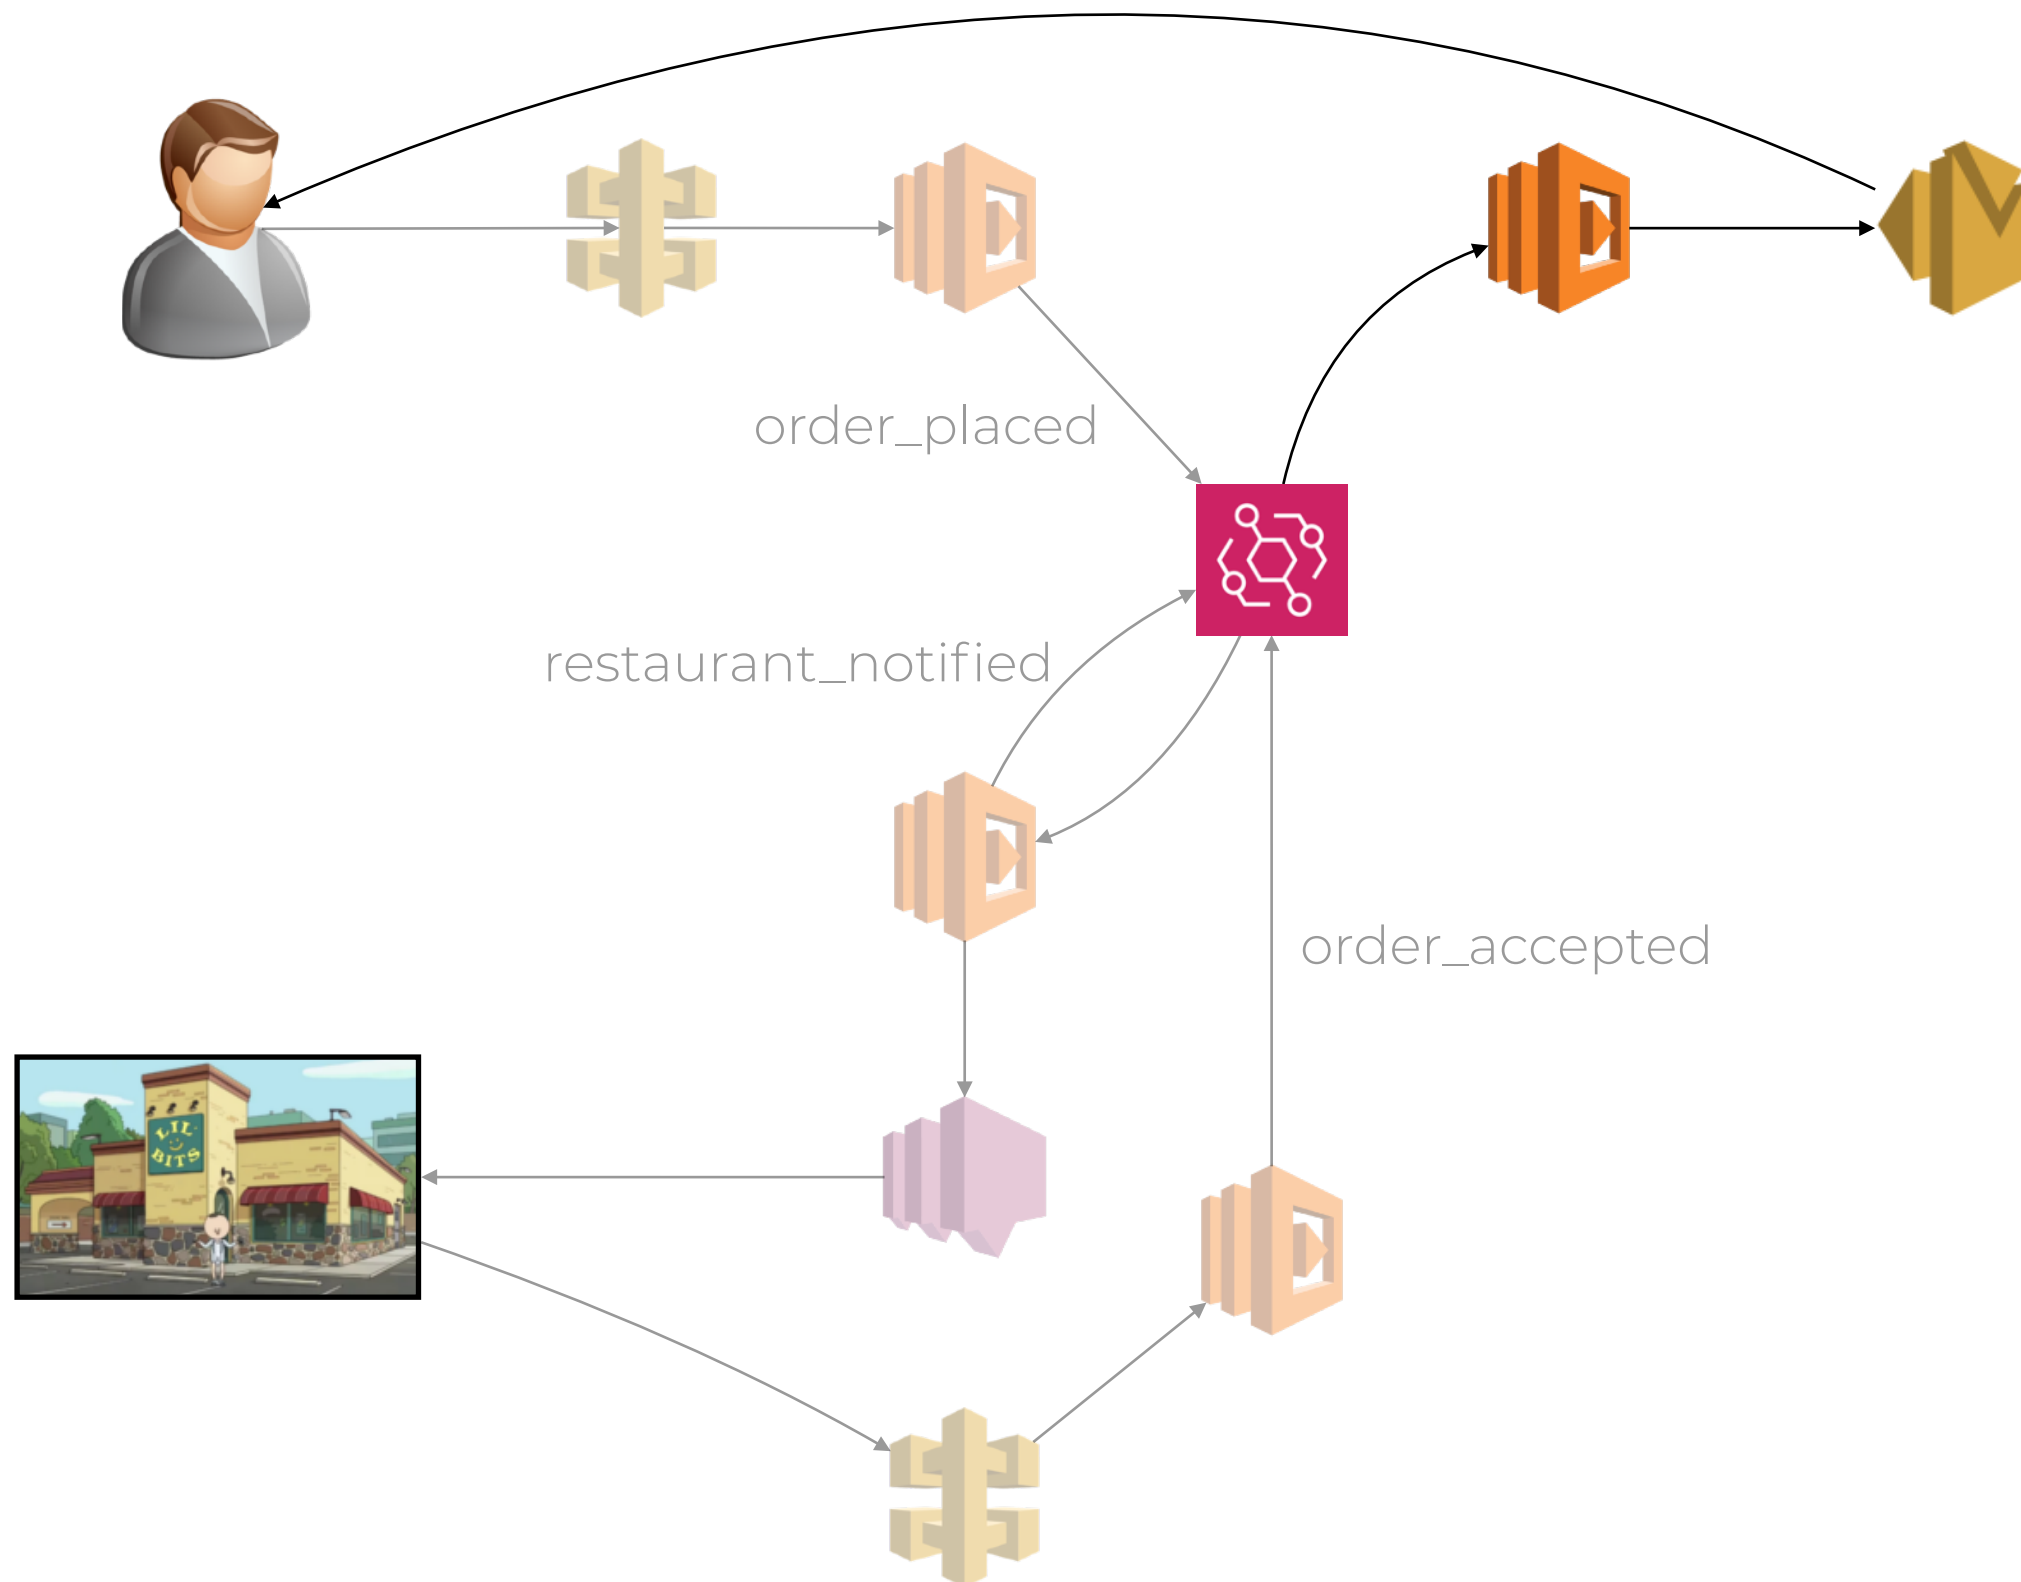 order_placed
restaurant_notified
order_accepted
LIL'
BITS